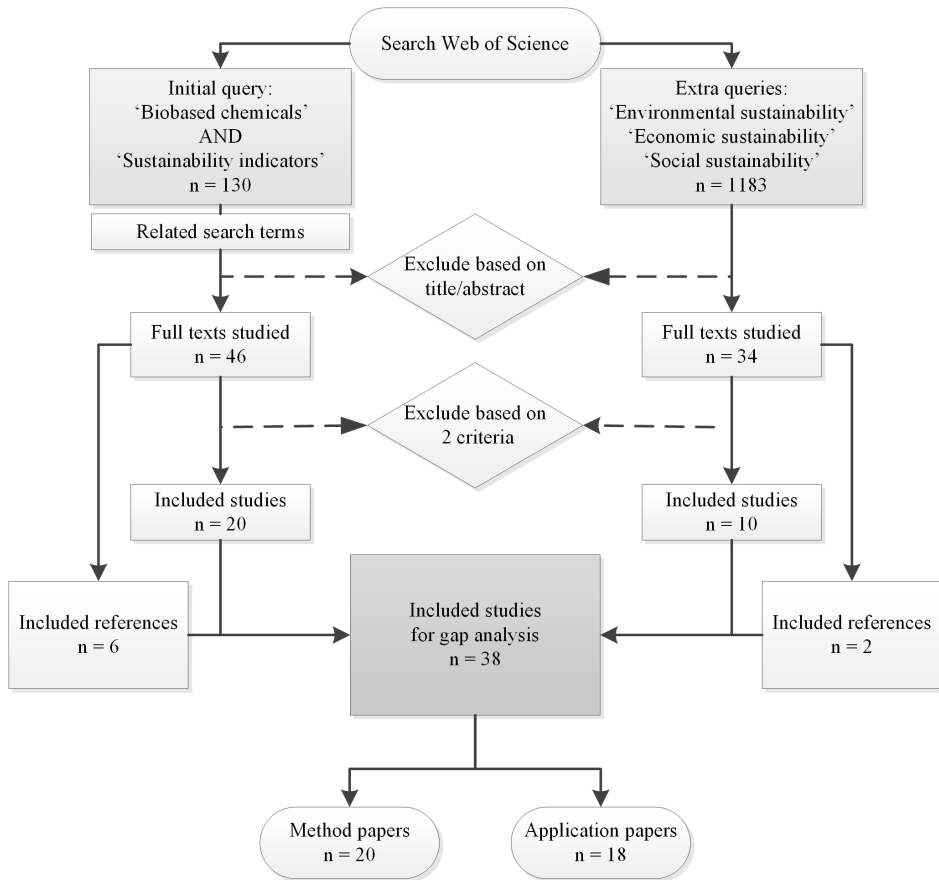 Search Web of Science
Initial query:
‘Biobased chemicals’
AND
‘Sustainability indicators’
n = 130
Extra queries:
‘Environmental sustainability’
‘Economic sustainability’
‘Social sustainability’
n = 1183
Related search terms
Exclude based on
title/abstract
Full texts studied
n = 46
Full texts studied
n = 34
Exclude based on
2 criteria
Included studies
n = 20
Included studies
n = 10
Included references
n = 6
Included studies
for gap analysis
n = 38
Included references
n = 2
Method papers
n = 20
Application papers
n = 18